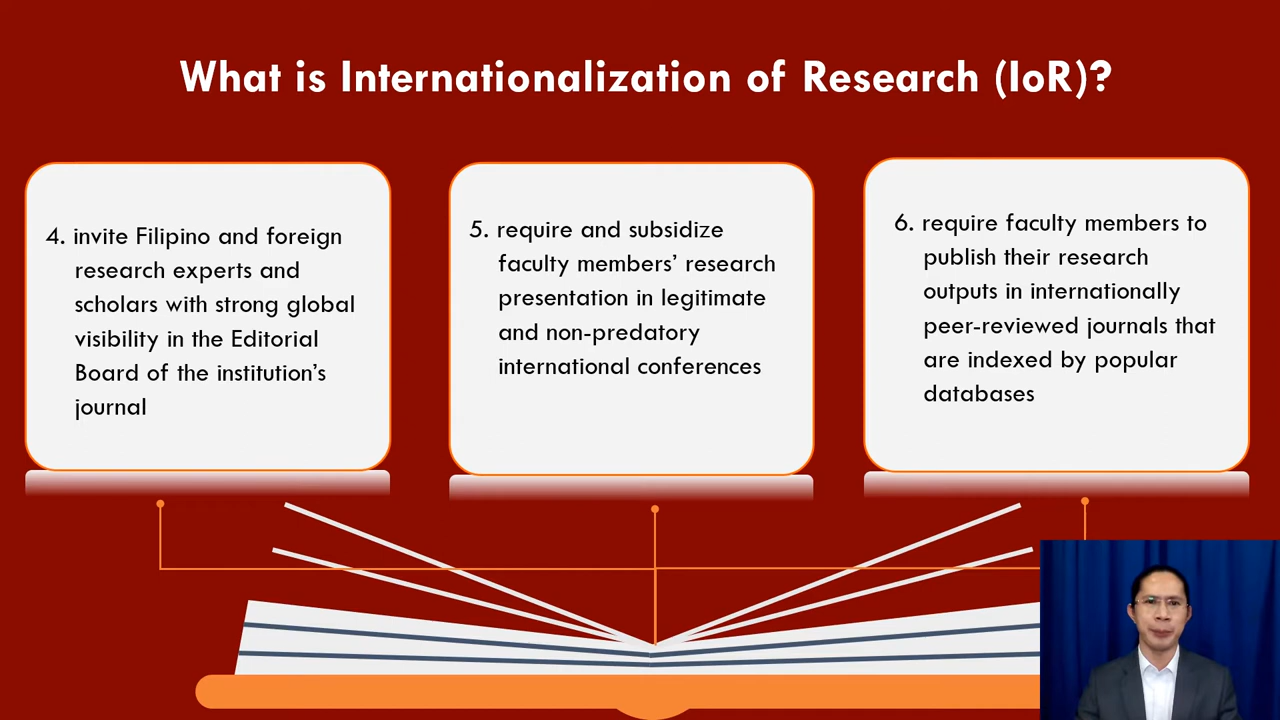 What is Internationalization of Research (IoR)?
4. invite Filipino and foreign
research experts and
scholars with strong global
visibility in the Editorial
Board of the institution’s
journal
5. require and subsidize
faculty members’ research
presentation in legitimate
and non-predatory
international conferences
6. require faculty members to
publish their research
outputs in internationally
peer-reviewed journals that
are indexed by popular
databases